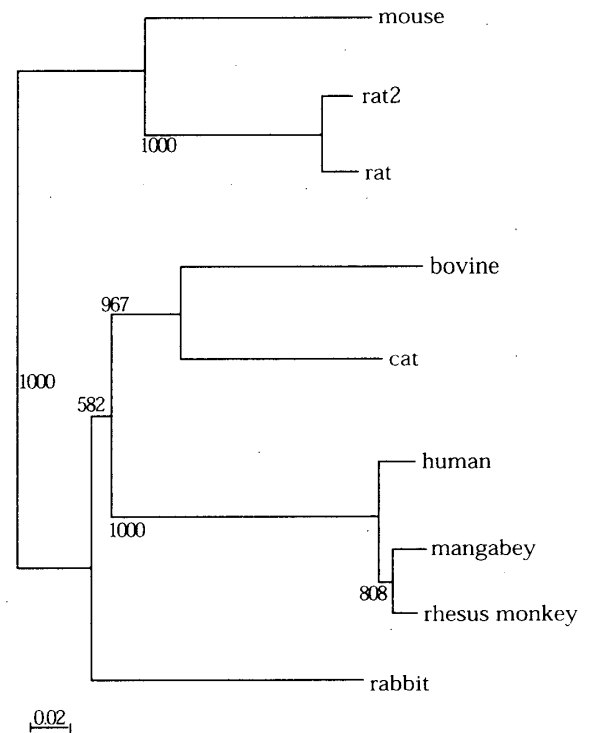 mouse
rat2
1000
rat
bovine
967
cat
1000
582
human
1000
mangabey
808
rhesus monkey
rabbit
0.02